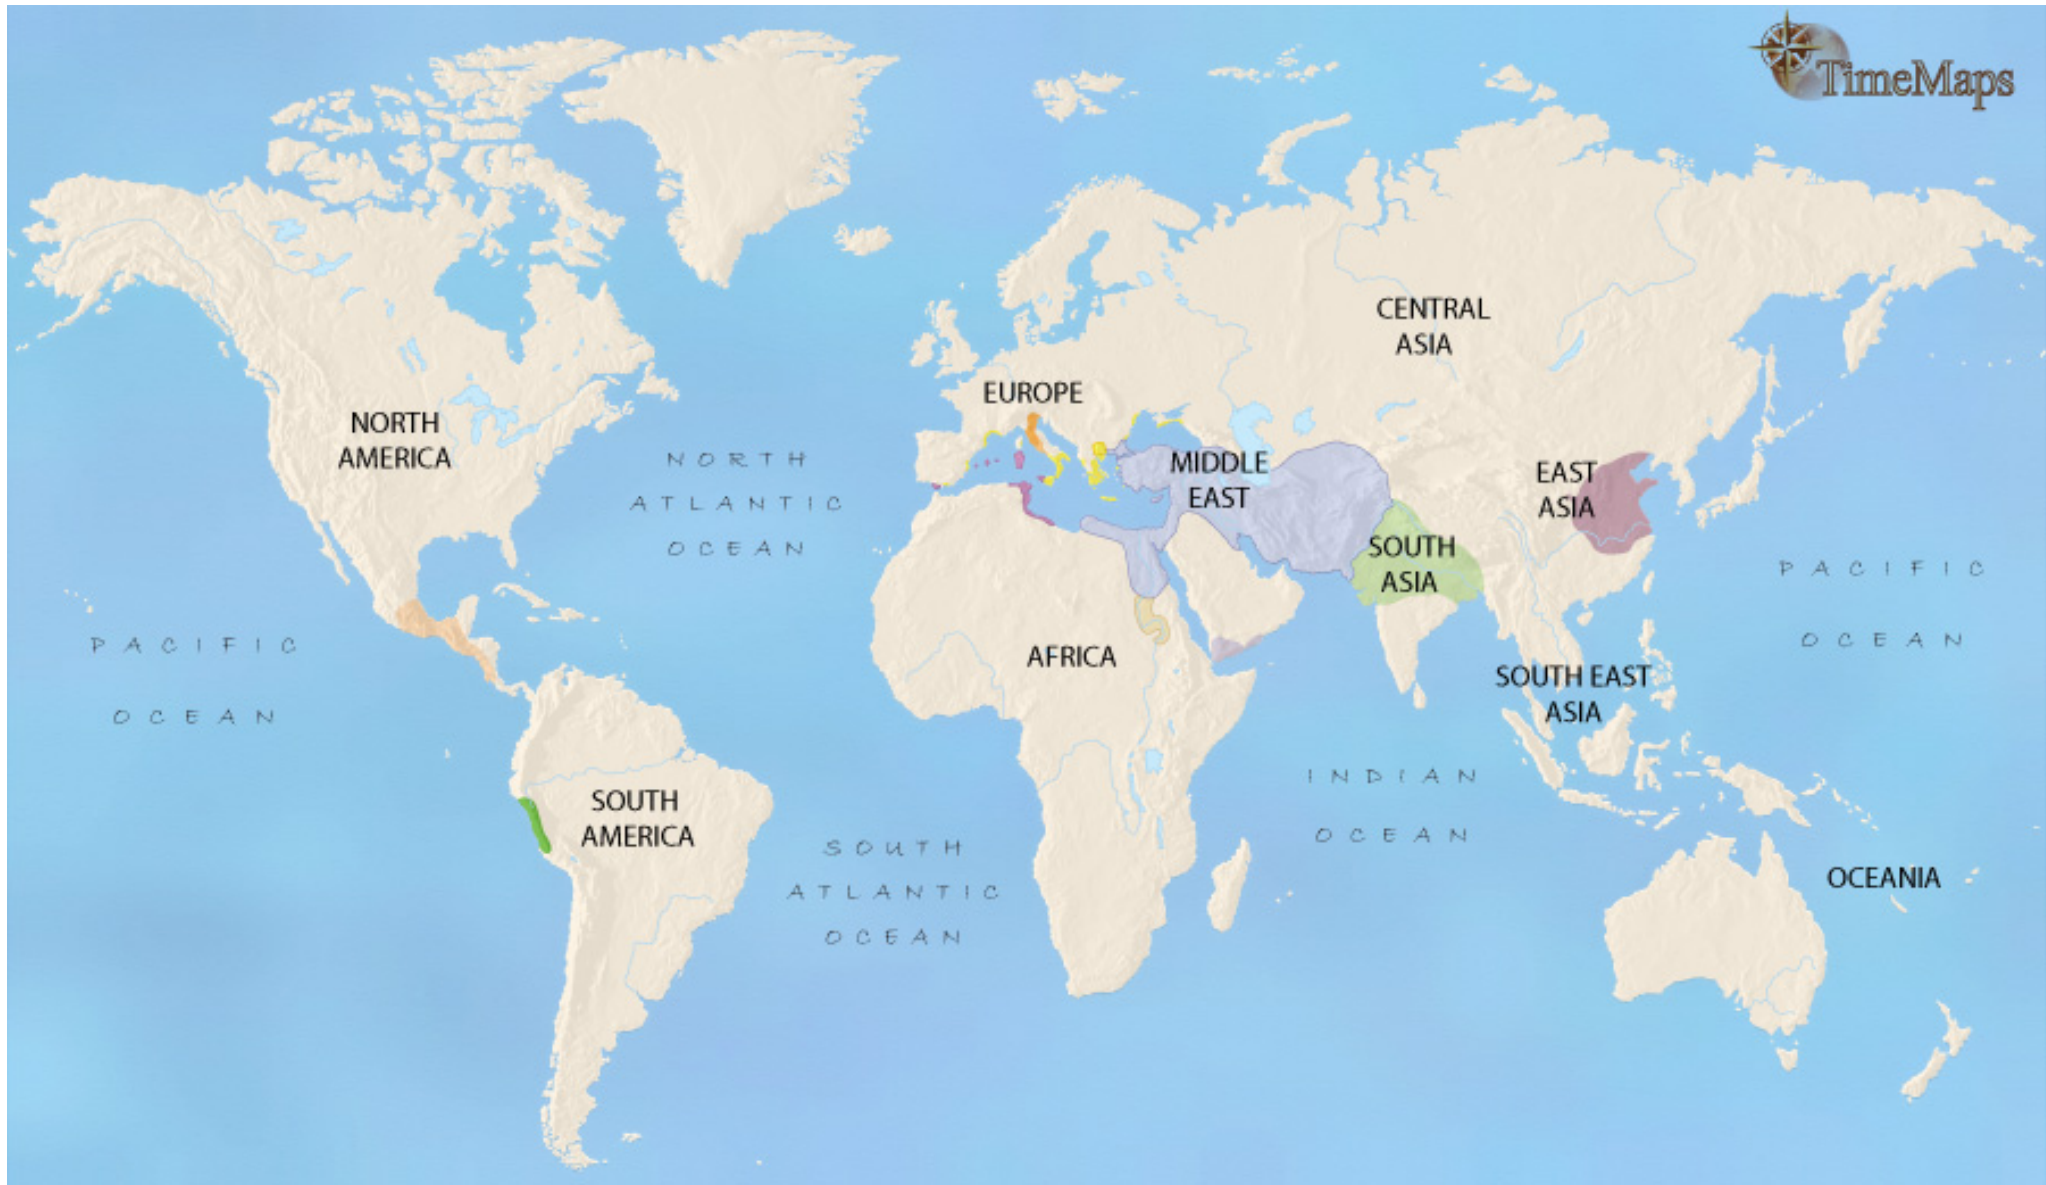 TimeMaps
CENTRAL
ASIA
EUROPE
NORTH
AMERICA
NORTH
ATLANTIC
OCEAN
MIDDLE
EAST
EAST
ASIA
SOUTH
ASIA
PACIFIC
OCEAN
PACIFIC
OCEAN
AFRICA
SOUTH EAST
ASIA
INDIAN
OCEAN
SOUTH
AMERICA
SOUTH
ATLANTIC
OCEAN
OCEANIA